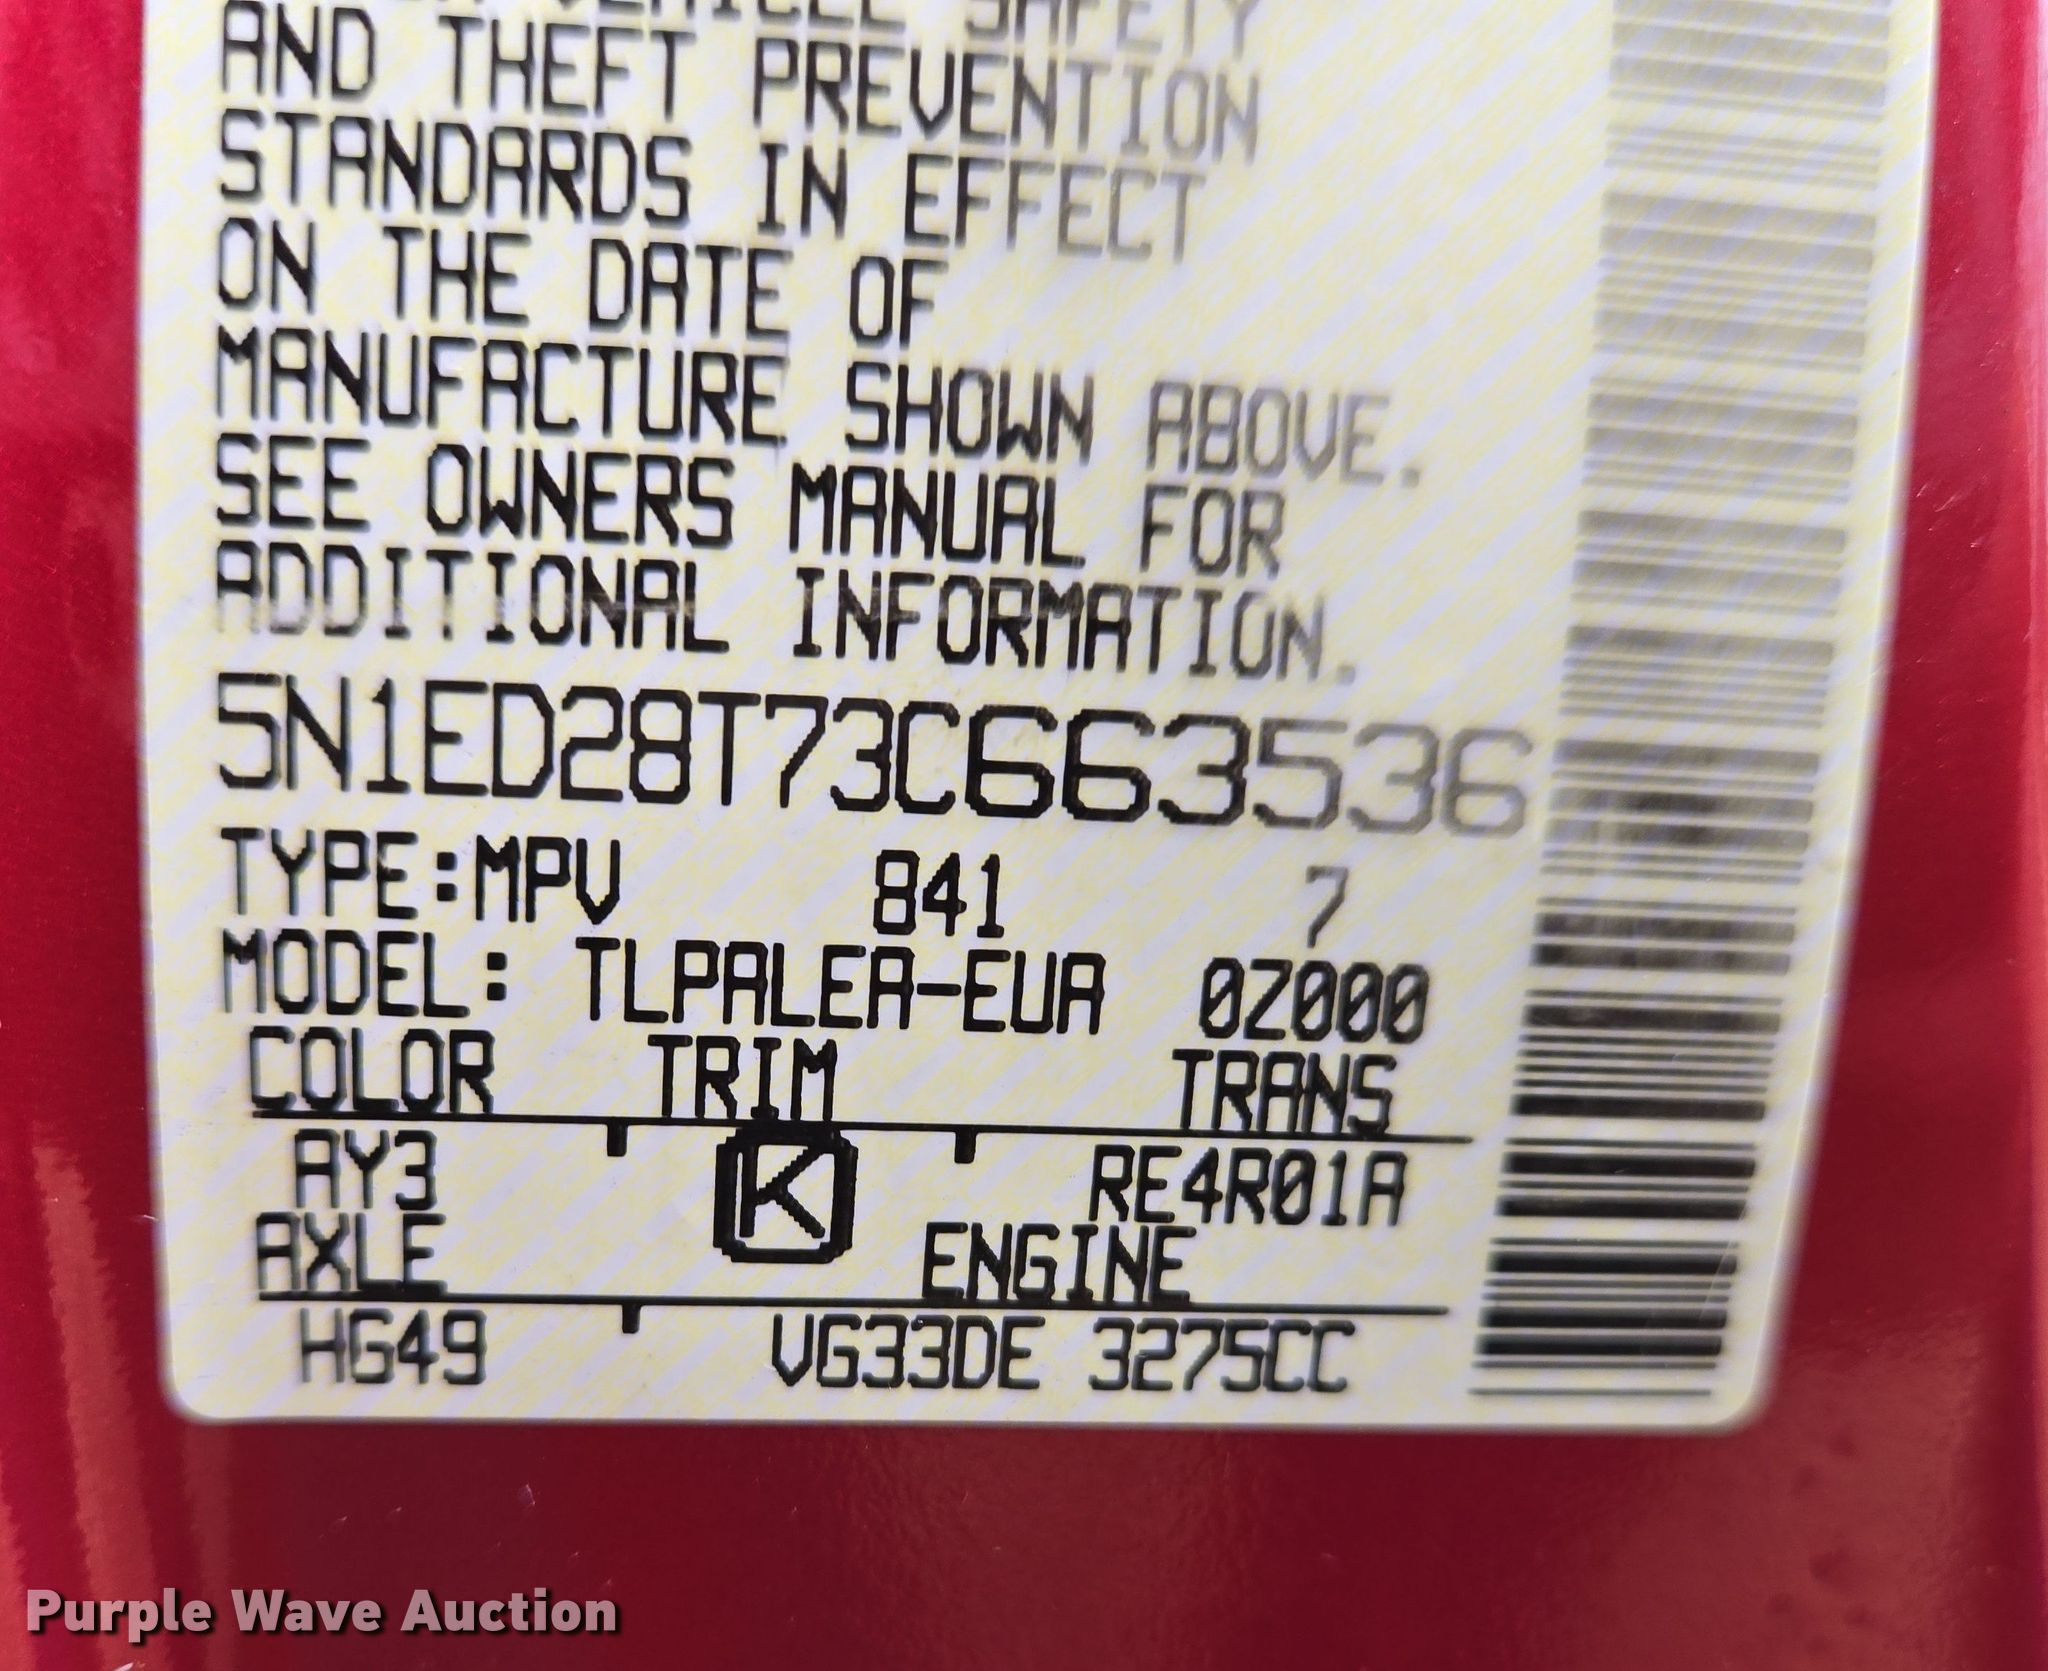 VEHICLE SAFETY
AND THEFT PREVENTION
STANDARDS IN EFFECT
ON THE DATE OF
MANUFACTURE SHOWN ABOVE.
SEE OWNERS MANUAL FOR
ADDITIONAL INFORMATION.
5N1ED28T73C663536
TYPE:MPV 841 7
MODEL: TLPALEA-EUA 0Z000
COLOR TRIM TRANS
AY3 K RE4R01A
AXLE ENGINE
HG49 VG33DE 3275CC
Purple Wave Auction